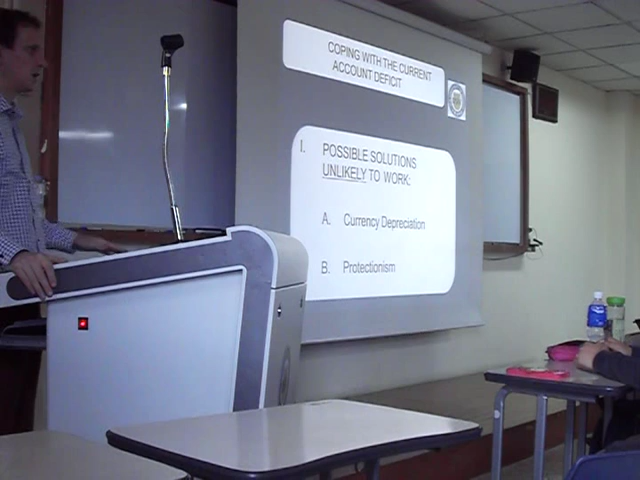 COPING WITH THE CURRENT
ACCOUNT DEFICIT
I. POSSIBLE SOLUTIONS
UNLIKELY TO WORK:
A. Currency Depreciation
B. Protectionism